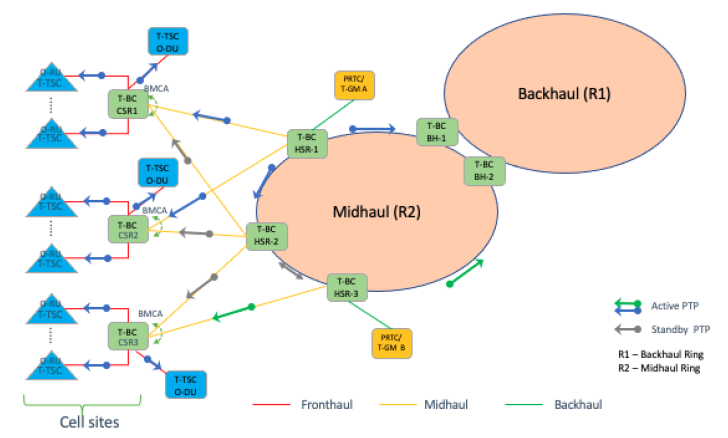 T-TSC
O-DU
O-RU
T-TSC
BMCA
T-BC
CSR1
T-TSC
PRTC/
T-GM A
Backhaul (R1)
T-BC
HSR-1
T-BC
BH-1
T-BC
BH-2
T-TSC
O-DU
O-RU
T-TSC
BMCA
T-BC
CSR2
T-TSC
Midhaul (R2)
T-BC
HSR-2
T-BC
HSR-3
O-RU
T-TSC
BMCA
T-BC
CSR3
O-RU
T-TSC
T-TSC
O-DU
PRTC/
T-GM B
Active PTP
Standby PTP
R1 – Backhaul Ring
R2 – Midhaul Ring
Fronthaul
Midhaul
Backhaul
Cell sites